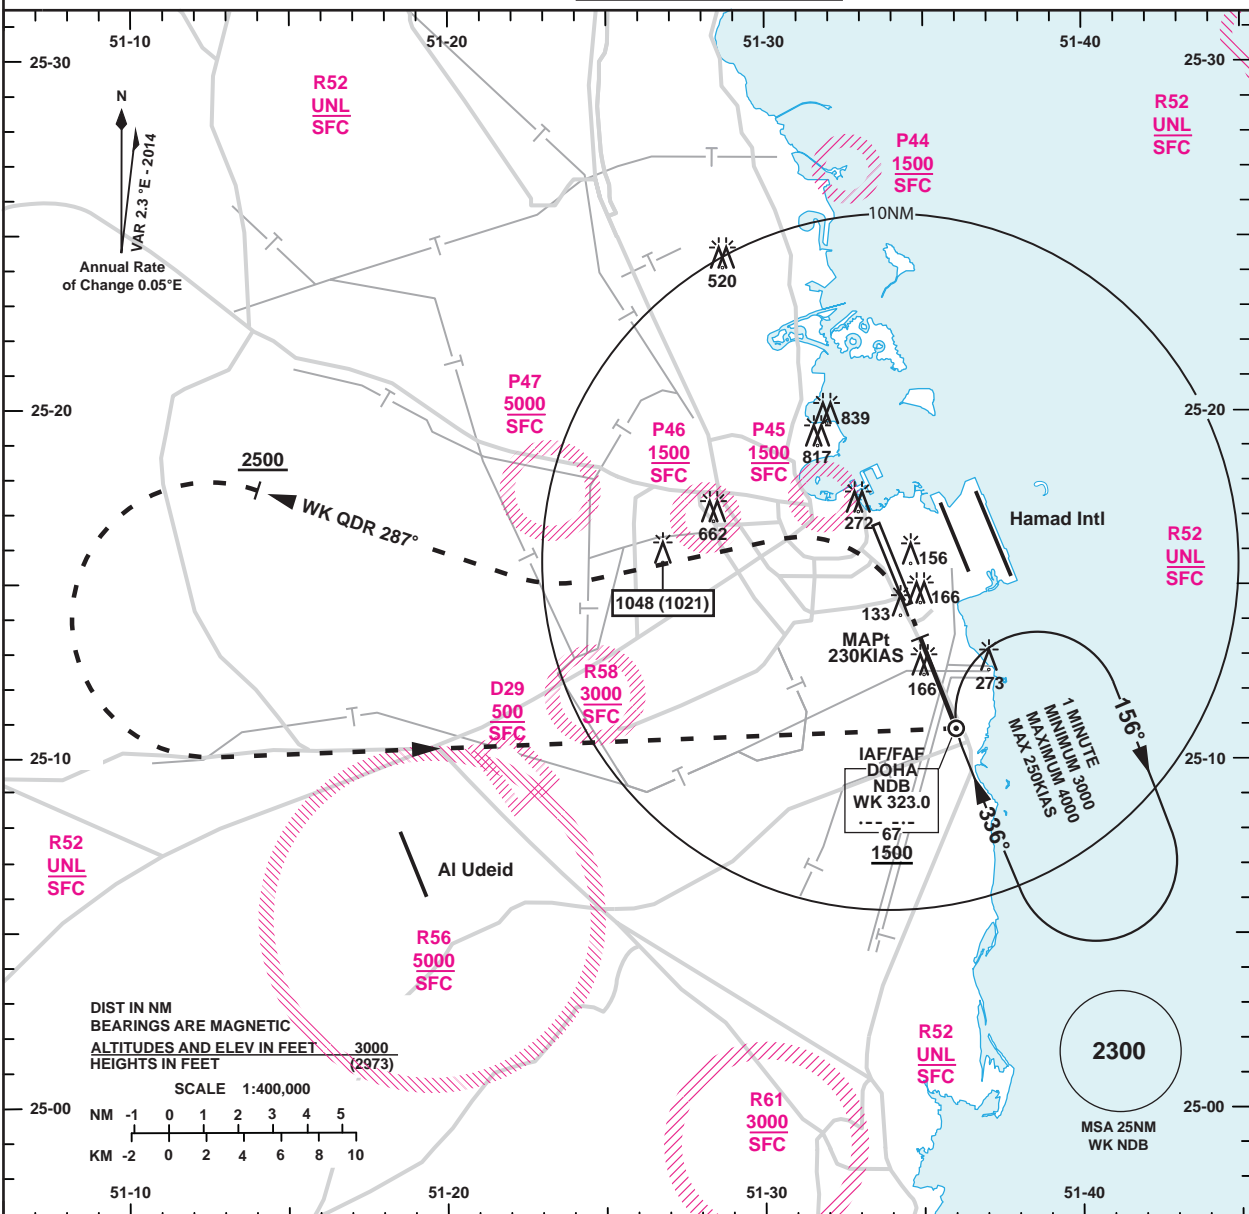 51-10
51-20
51-30
51-40
25-30
25-30
R52
UNL
SFC
R52
UNL
SFC
P44
1500
SFC
N
VAR 2.3 °E - 2014
Annual Rate
of Change 0.05°E
10NM
520
P47
5000
SFC
25-20
25-20
839
817
P46
1500
SFC
P45
1500
SFC
2500
WK QDR 287°
662
272
Hamad Intl
156
R52
UNL
SFC
1048 (1021)
133
166
MAPt
230KIAS
166
273
R58
3000
SFC
D29
500
SFC
156°
1 MINUTE
MINIMUM 3000
MAXIMUM 4000
MAX 250KIAS
25-10
25-10
IAF/FAF
DOHA
NDB
WK 323.0
67
1500
336°
R52
UNL
SFC
Al Udeid
R56
5000
SFC
DIST IN NM
BEARINGS ARE MAGNETIC
ALTITUDES AND ELEV IN FEET 3000
HEIGHTS IN FEET (2973)
SCALE 1:400,000
NM -1 0 1 2 3 4 5
KM -2 0 2 4 6 8 10
R52
UNL
SFC
2300
MSA 25NM
WK NDB
25-00
25-00
R61
3000
SFC
51-10
51-20
51-30
51-40